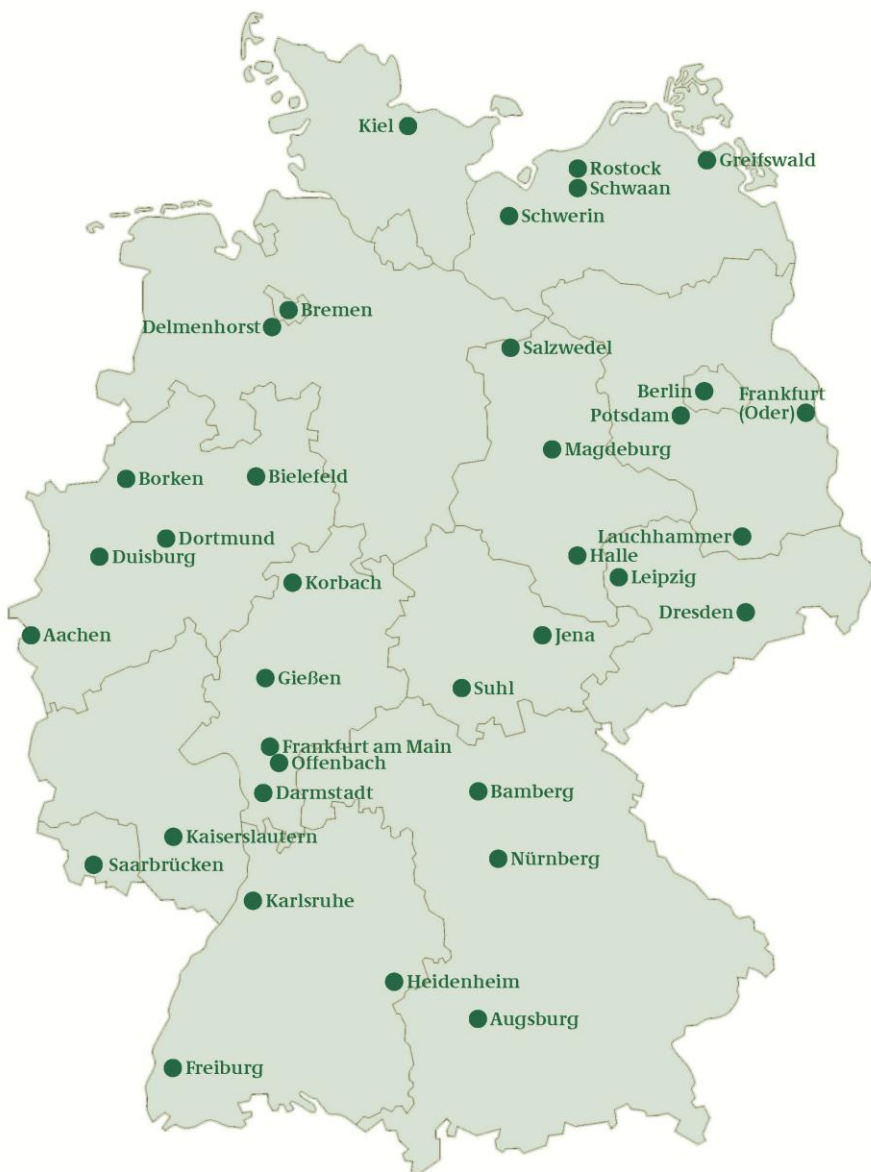 Kiel
Greifswald
Rostock
Schwaan
Schwerin
Bremen
Delmenhorst
Salzwedel
Berlin
Frankfurt
(Oder)
Potsdam
Magdeburg
Borken
Bielefeld
Dortmund
Lauchhammer
Duisburg
Halle
Leipzig
Korbach
Dresden
Aachen
Jena
Gießen
Suhl
Frankfurt am Main
Offenbach
Darmstadt
Bamberg
Kaiserslautern
Nürnberg
Saarbrücken
Karlsruhe
Heidenheim
Augsburg
Freiburg